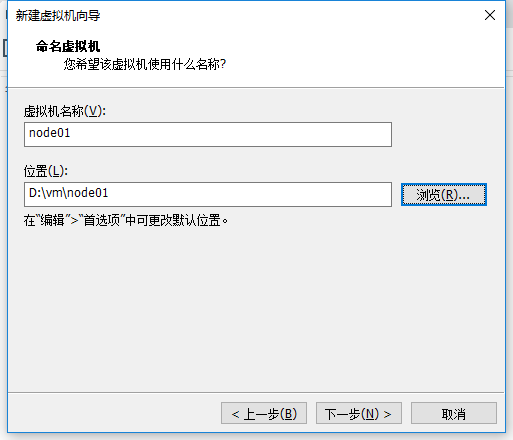 新建虚拟机向导
命名虚拟机
您希望该虚拟机使用什么名称?
虚拟机名称(V):
node01
位置(L):
D:\vm\node01
浏览(R)...
在“编辑”>“首选项”中可更改默认位置。
< 上一步(B)
下一步(N) >
取消